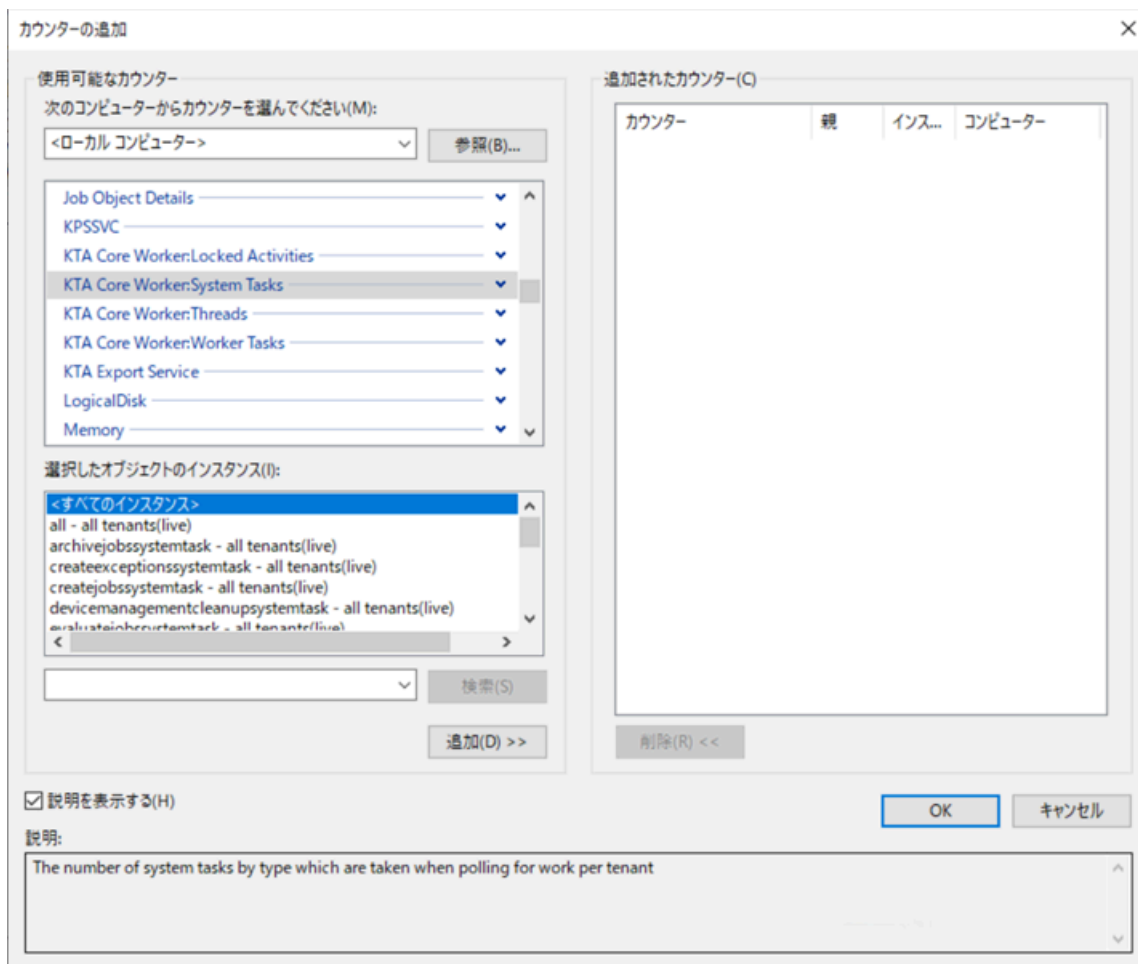 カウンターの追加
使用可能なカウンター
次のコンピューターからカウンターを選んでください(M):
<ローカル コンピューター>
参照(B)...
Job Object Details
KPSSVC
KTA Core Worker:Locked Activities
KTA Core Worker:System Tasks
KTA Core Worker:Threads
KTA Core Worker:Worker Tasks
KTA Export Service
LogicalDisk
Memory
選択したオブジェクトのインスタンス(I):
<すべてのインスタンス>
all - all tenants(live)
archivejobssystemtask - all tenants(live)
createexceptionssystemtask - all tenants(live)
createjobssystemtask - all tenants(live)
devicemanagementcleanupsystemtask - all tenants(live)
evaluatejobssystemtask - all tenants(live)
検索(S)
追加(D) >>
追加されたカウンター(C)
カウンター 親 インス... コンピューター
削除(R) <<
説明を表示する(H)
OK
キャンセル
説明:
The number of system tasks by type which are taken when polling for work per tenant